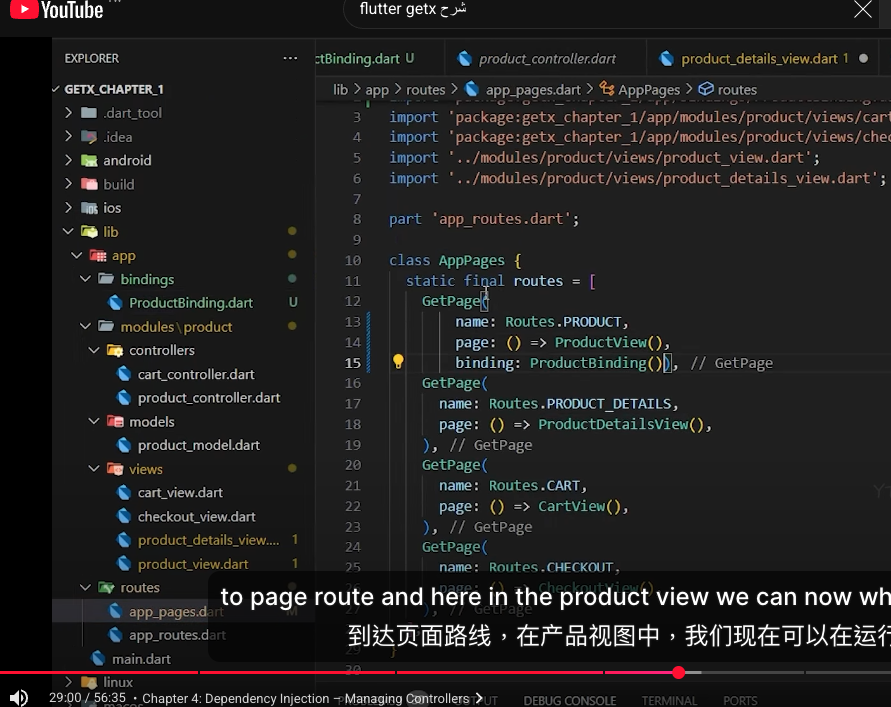 YouTube
flutter getx شرح
EXPLORER
GETX_CHAPTER_1
.dart_tool
.idea
android
build
ios
lib
app
bindings
ProductBinding.dart U
modules\product
controllers
cart_controller.dart
product_controller.dart
models
product_model.dart
views
cart_view.dart
checkout_view.dart
product_details_view.... 1
product_view.dart 1
routes
app_pages.dart M
app_routes.dart
main.dart
linux
ctBinding.dart U
product_controller.dart
product_details_view.dart 1
lib > app > routes > app_pages.dart > AppPages > routes
3 import 'package:getx_chapter_1/app/modules/product/views/cart
4 import 'package:getx_chapter_1/app/modules/product/views/chec
5 import '../modules/product/views/product_view.dart';
6 import '../modules/product/views/product_details_view.dart';
7
8 part 'app_routes.dart';
9
10 class AppPages {
11 static final routes = [
12 GetPage(
13 name: Routes.PRODUCT,
14 page: () => ProductView(),
15 binding: ProductBinding()), // GetPage
16 GetPage(
17 name: Routes.PRODUCT_DETAILS,
18 page: () => ProductDetailsView(),
19 ), // GetPage
20 GetPage(
21 name: Routes.CART,
22 page: () => CartView(),
23 ), // GetPage
24 GetPage(
25 name: Routes.CHECKOUT,
26 page: () => CheckoutView()
27 ), // GetPage
to page route and here in the product view we can now wh
到达页面路线，在产品视图中，我们现在可以在运行
30
29:00 / 56:35 • Chapter 4: Dependency Injection – Managing Controllers
DEBUG CONSOLE
TERMINAL
PORTS